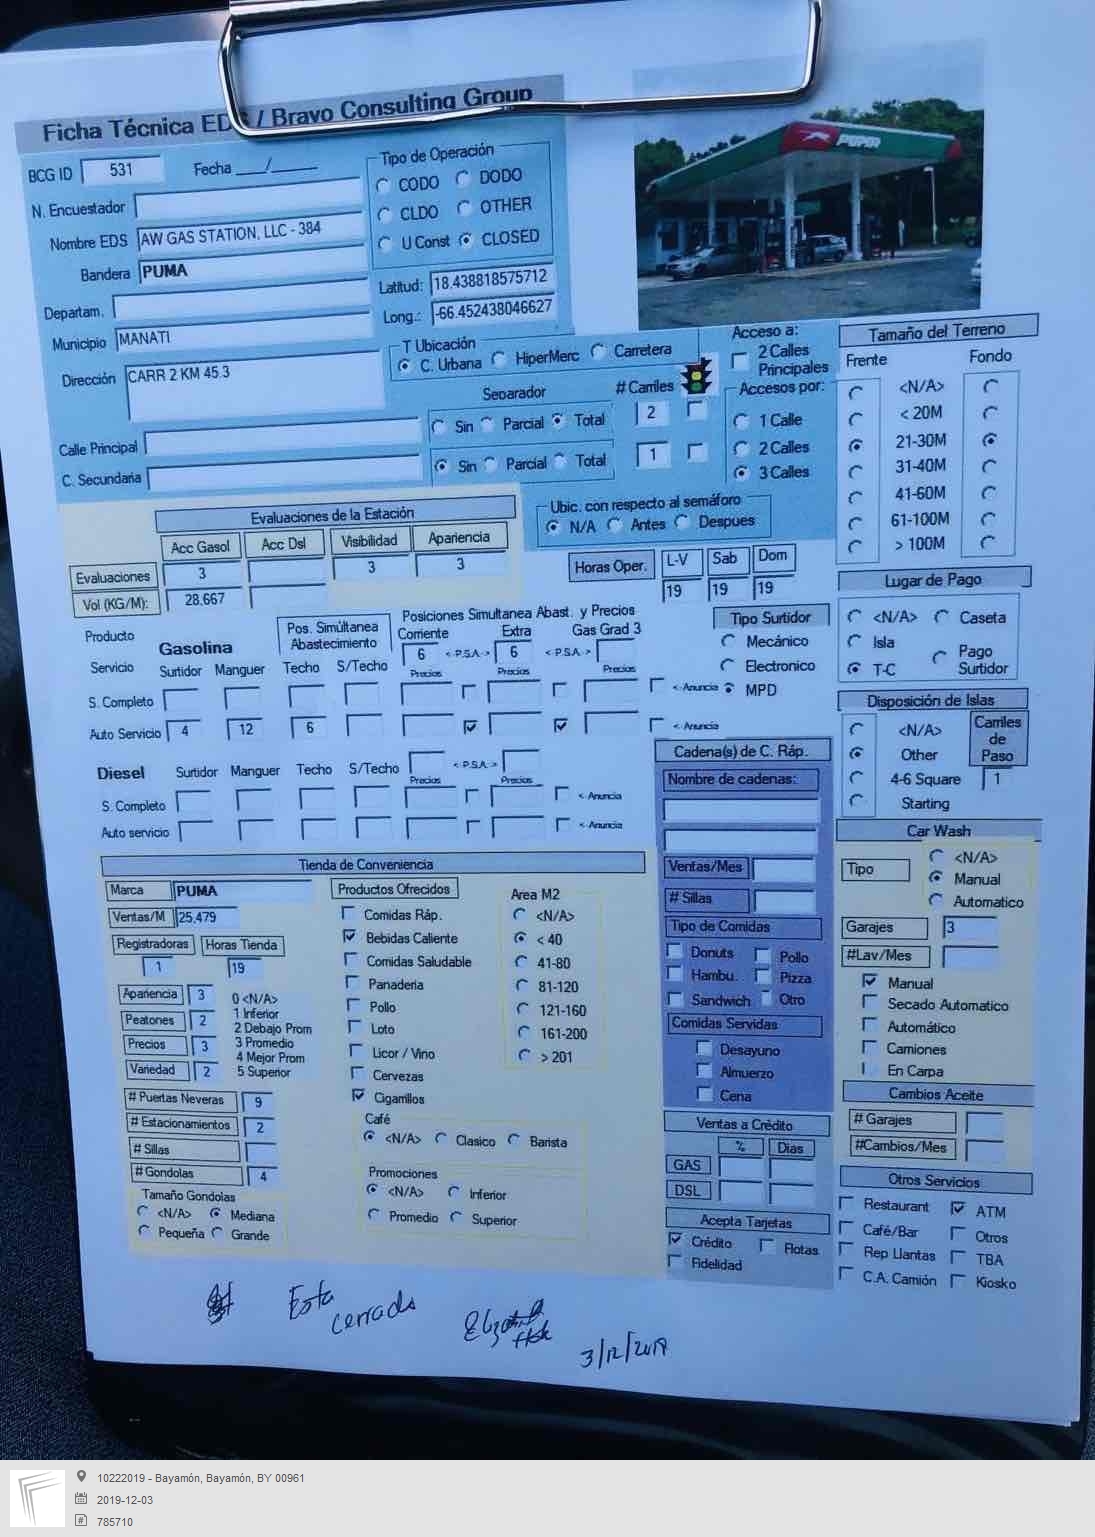 Ficha Técnica EDS / Bravo Consulting Group
BCG ID 531 Fecha ___/_____
N. Encuestador
Nombre EDS AW GAS STATION, LLC - 384
Bandera PUMA
Departam.
Municipio MANATI
Dirección CARR 2 KM 45.3
Calle Principal
C. Secundaria
Tipo de Operación
CODO DODO
CLDO OTHER
U Const CLOSED
Latitud: 18.438818575712
Long.: -66.452438046627
PUMA
T Ubicación
C. Urbana HiperMerc Carretera
Separador # Carriles
Sin Parcial Total 2
Sin Parcial Total 1
Acceso a:
2 Calles
Principales
Accesos por:
1 Calle
2 Calles
3 Calles
Ubic. con respecto al semáforo
N/A Antes Despues
Tamaño del Terreno
Frente Fondo
<N/A>
< 20M
21-30M
31-40M
41-60M
61-100M
> 100M
Evaluaciones de la Estación
Acc Gasol Acc Dsl Visibilidad Apariencia
Evaluaciones 3 3 3
Vol (KG/M): 28,667
Horas Oper. L-V Sab Dom
19 19 19
Lugar de Pago
<N/A> Caseta
Isla
Pago
Surtidor
T-C
Producto
Servicio
Gasolina
Pos. Simúltanea
Abastecimiento
Posiciones Simultanea Abast. y Precios
Corriente Extra Gas Grad 3
6 <-P.S.A-> 6 <-P.S.A.->
Precios Precios Precios
Surtidor Manguer Techo S/Techo
S. Completo <-Anuncia
Auto Servicio 4 12 6 <-Anuncia
Tipo Surtidor
Mecánico
Electronico
MPD
Disposición de Islas
<N/A>
Other
4-6 Square
Starting
Carriles
de
Paso
1
Diesel Surtidor Manguer Techo S/Techo <-P.S.A.->
Precios Precios
S. Completo <-Anuncia
Auto servicio <-Anuncia
Cadena(s) de C. Ráp.
Nombre de cadenas:
Ventas/Mes
# Sillas
Tipo de Comidas
Donuts Pollo
Hambu. Pizza
Sandwich Otro
Comidas Servidas
Desayuno
Almuerzo
Cena
Ventas a Crédito
% Dias
GAS
DSL
Acepta Tarjetas
Crédito Flotas
Fidelidad
Car Wash
Tipo
<N/A>
Manual
Automatico
Garajes 3
#Lav/Mes
Manual
Secado Automatico
Automático
Camiones
En Carpa
Cambios Aceite
# Garajes
#Cambios/Mes
Otros Servicios
Restaurant ATM
Café/Bar Otros
Rep Llantas TBA
C.A. Camión Kiosko
Tienda de Conveniencia
Marca PUMA
Ventas/M 25,479
Registradoras Horas Tienda
1 19
Apariencia 3
Peatones 2
Precios 3
Variedad 2
0 <N/A>
1 Inferior
2 Debajo Prom
3 Promedio
4 Mejor Prom
5 Superior
# Puertas Neveras 9
# Estacionamientos 2
# Sillas
# Gondolas 4
Tamaño Gondolas
<N/A> Mediana
Pequeña Grande
Productos Ofrecidos
Comidas Ráp.
Bebidas Caliente
Comidas Saludable
Panaderia
Pollo
Loto
Licor / Vino
Cervezas
Cigarrillos
Area M2
<N/A>
< 40
41-80
81-120
121-160
161-200
> 201
Café
<N/A> Clasico Barista
Promociones
<N/A> Inferior
Promedio Superior
Esta
cerrado
3/12/2019
10222019 - Bayamón, Bayamón, BY 00961
2019-12-03
785710